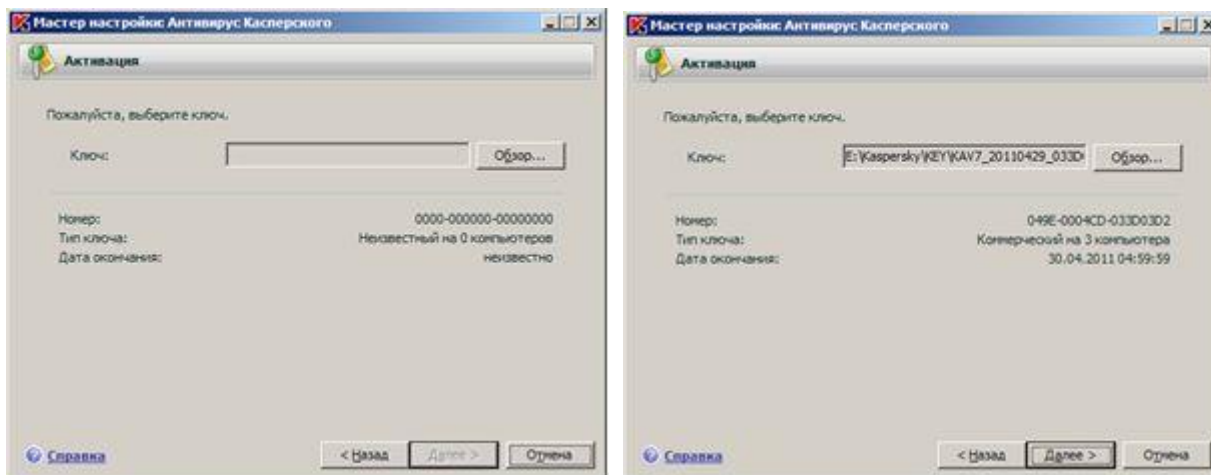 Мастер настройки: Антивирус Касперского
Активация
Пожалуйста, выберите ключ.
Ключ:
Обзор...
Номер: 0000-000000-00000000
Тип ключа: Неизвестный на 0 компьютеров
Дата окончания: неизвестно
Справка
< Назад Далее > Отмена
Мастер настройки: Антивирус Касперского
Активация
Пожалуйста, выберите ключ.
Ключ: E:\Kaspersky\KEY\KAV7_20110429_033D
Обзор...
Номер: 049E-0004CD-033D03D2
Тип ключа: Коммерческий на 3 компьютера
Дата окончания: 30.04.2011 04:59:59
Справка
< Назад Далее > Отмена